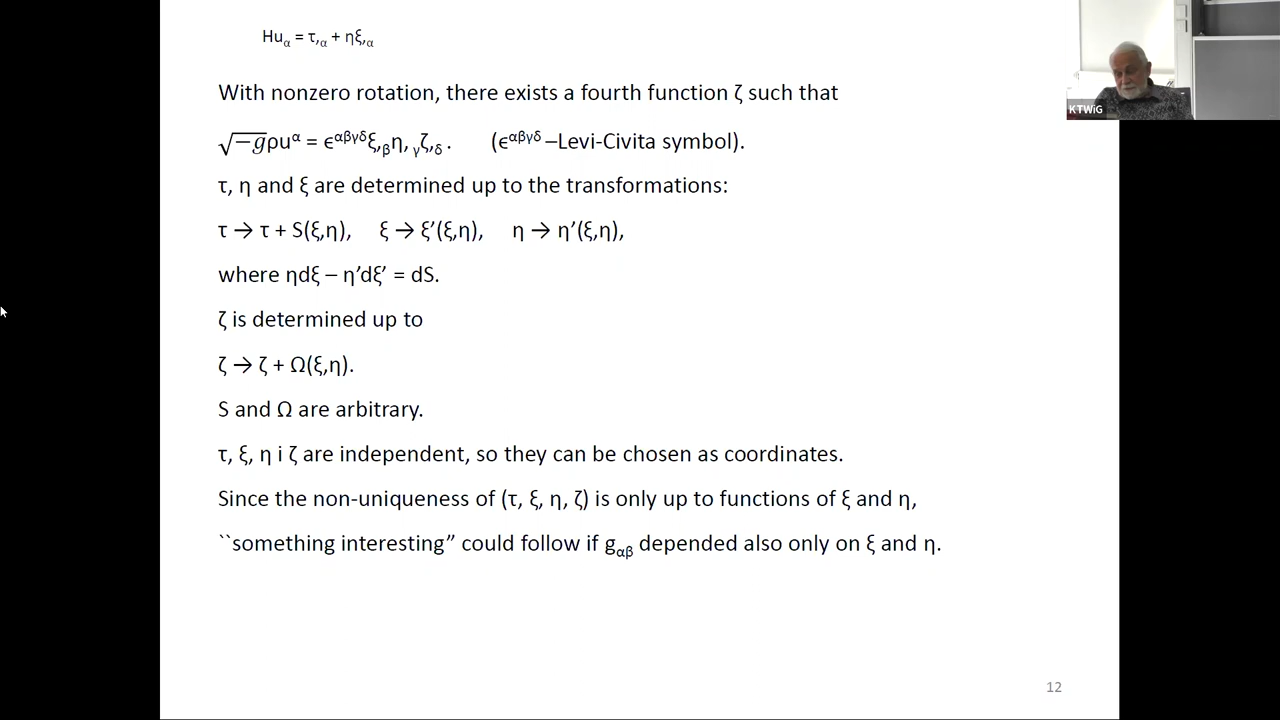 Hu_α = τ,_α + ηξ,_α
With nonzero rotation, there exists a fourth function ζ such that
√−g ρu^α = ϵ^αβγδ ξ,_β η,_γ ζ,_δ . (ϵ^αβγδ –Levi-Civita symbol).
τ, η and ξ are determined up to the transformations:
τ → τ + S(ξ,η), ξ → ξ’(ξ,η), η → η’(ξ,η),
where ηdξ – η’dξ’ = dS.
ζ is determined up to
ζ → ζ + Ω(ξ,η).
S and Ω are arbitrary.
τ, ξ, η i ζ are independent, so they can be chosen as coordinates.
Since the non-uniqueness of (τ, ξ, η, ζ) is only up to functions of ξ and η,
``something interesting” could follow if g_αβ depended also only on ξ and η.
12
KTWiG